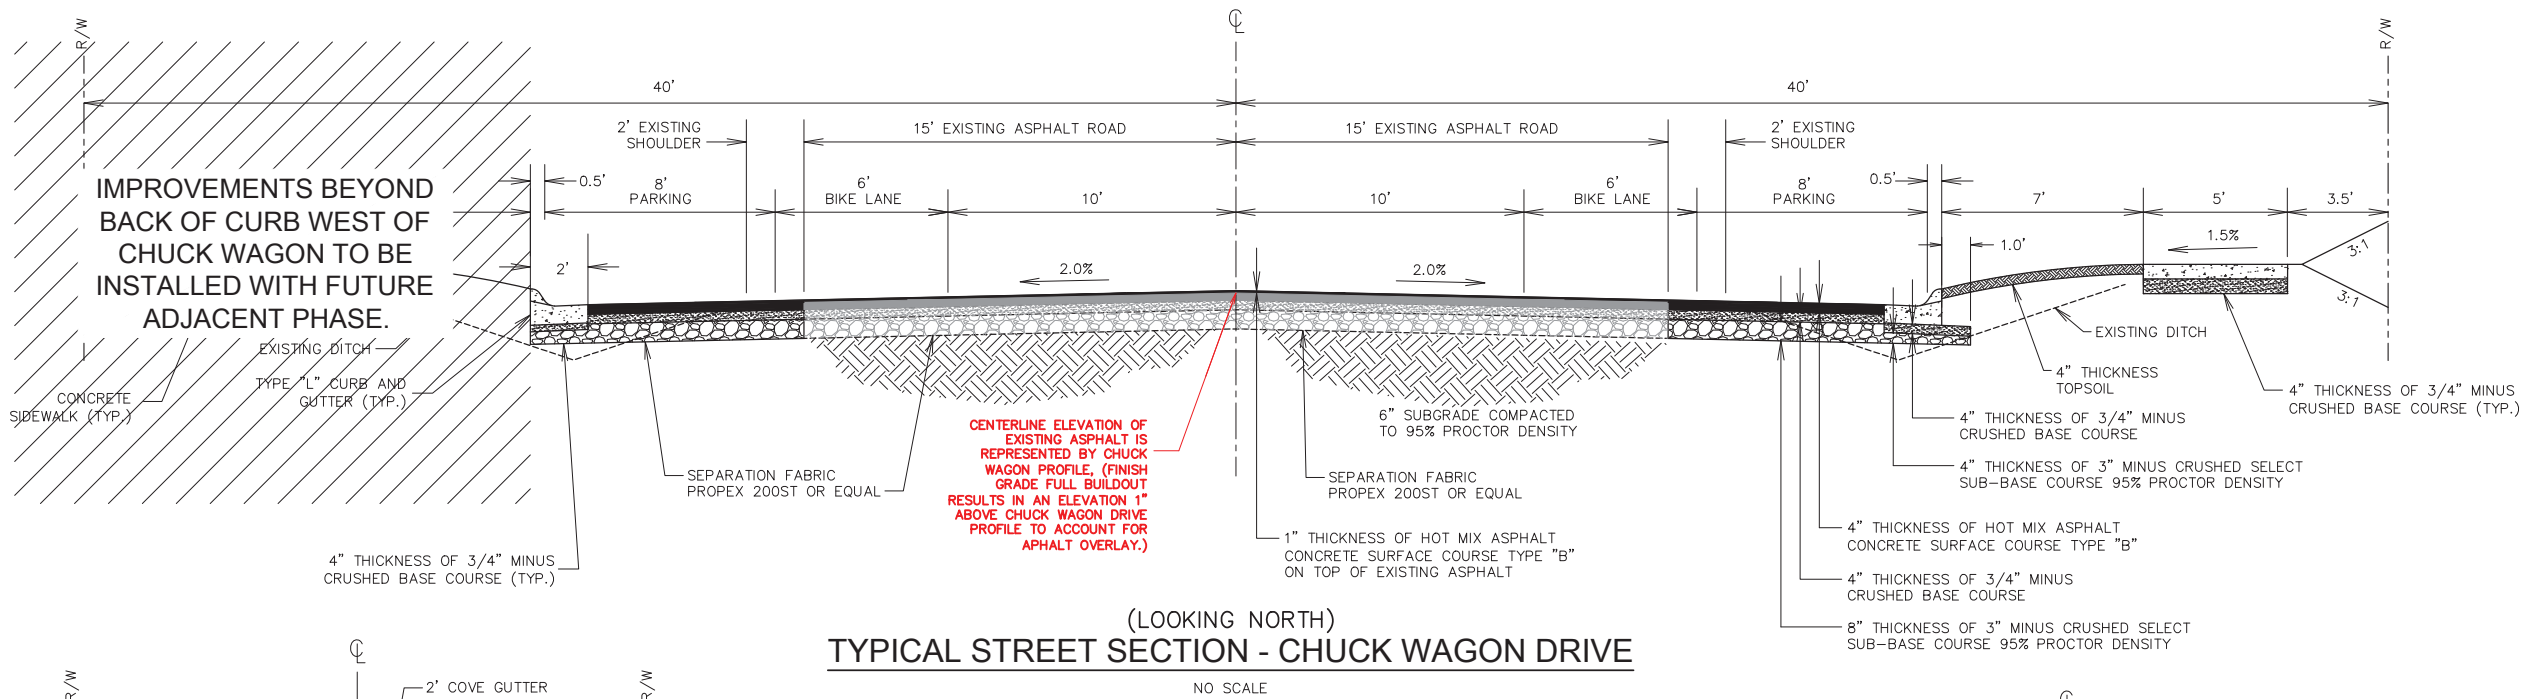 R/W
℄
R/W
40'
40'
2' EXISTING
SHOULDER
15' EXISTING ASPHALT ROAD
15' EXISTING ASPHALT ROAD
2' EXISTING
SHOULDER
0.5'
8'
PARKING
6'
BIKE LANE
10'
10'
6'
BIKE LANE
8'
PARKING
0.5'
7'
5'
3.5'
IMPROVEMENTS BEYOND
BACK OF CURB WEST OF
CHUCK WAGON TO BE
INSTALLED WITH FUTURE
ADJACENT PHASE.
2'
2.0%
2.0%
1.0'
1.5%
3:1
3:1
EXISTING DITCH
TYPE "L" CURB AND
GUTTER (TYP.)
CONCRETE
SIDEWALK (TYP.)
EXISTING DITCH
4" THICKNESS
TOPSOIL
4" THICKNESS OF 3/4" MINUS
CRUSHED BASE COURSE (TYP.)
4" THICKNESS OF 3/4" MINUS
CRUSHED BASE COURSE
6" SUBGRADE COMPACTED
TO 95% PROCTOR DENSITY
CENTERLINE ELEVATION OF
EXISTING ASPHALT IS
REPRESENTED BY CHUCK
WAGON PROFILE, (FINISH
GRADE FULL BUILDOUT
RESULTS IN AN ELEVATION 1"
ABOVE CHUCK WAGON DRIVE
PROFILE TO ACCOUNT FOR
APHALT OVERLAY.)
SEPARATION FABRIC
PROPEX 200ST OR EQUAL
SEPARATION FABRIC
PROPEX 200ST OR EQUAL
4" THICKNESS OF 3" MINUS CRUSHED SELECT
SUB-BASE COURSE 95% PROCTOR DENSITY
4" THICKNESS OF 3/4" MINUS
CRUSHED BASE COURSE (TYP.)
1" THICKNESS OF HOT MIX ASPHALT
CONCRETE SURFACE COURSE TYPE "B"
ON TOP OF EXISTING ASPHALT
4" THICKNESS OF HOT MIX ASPHALT
CONCRETE SURFACE COURSE TYPE "B"
4" THICKNESS OF 3/4" MINUS
CRUSHED BASE COURSE
8" THICKNESS OF 3" MINUS CRUSHED SELECT
SUB-BASE COURSE 95% PROCTOR DENSITY
(LOOKING NORTH)
TYPICAL STREET SECTION - CHUCK WAGON DRIVE
NO SCALE
R/W
℄
2' COVE GUTTER
R/W
℄